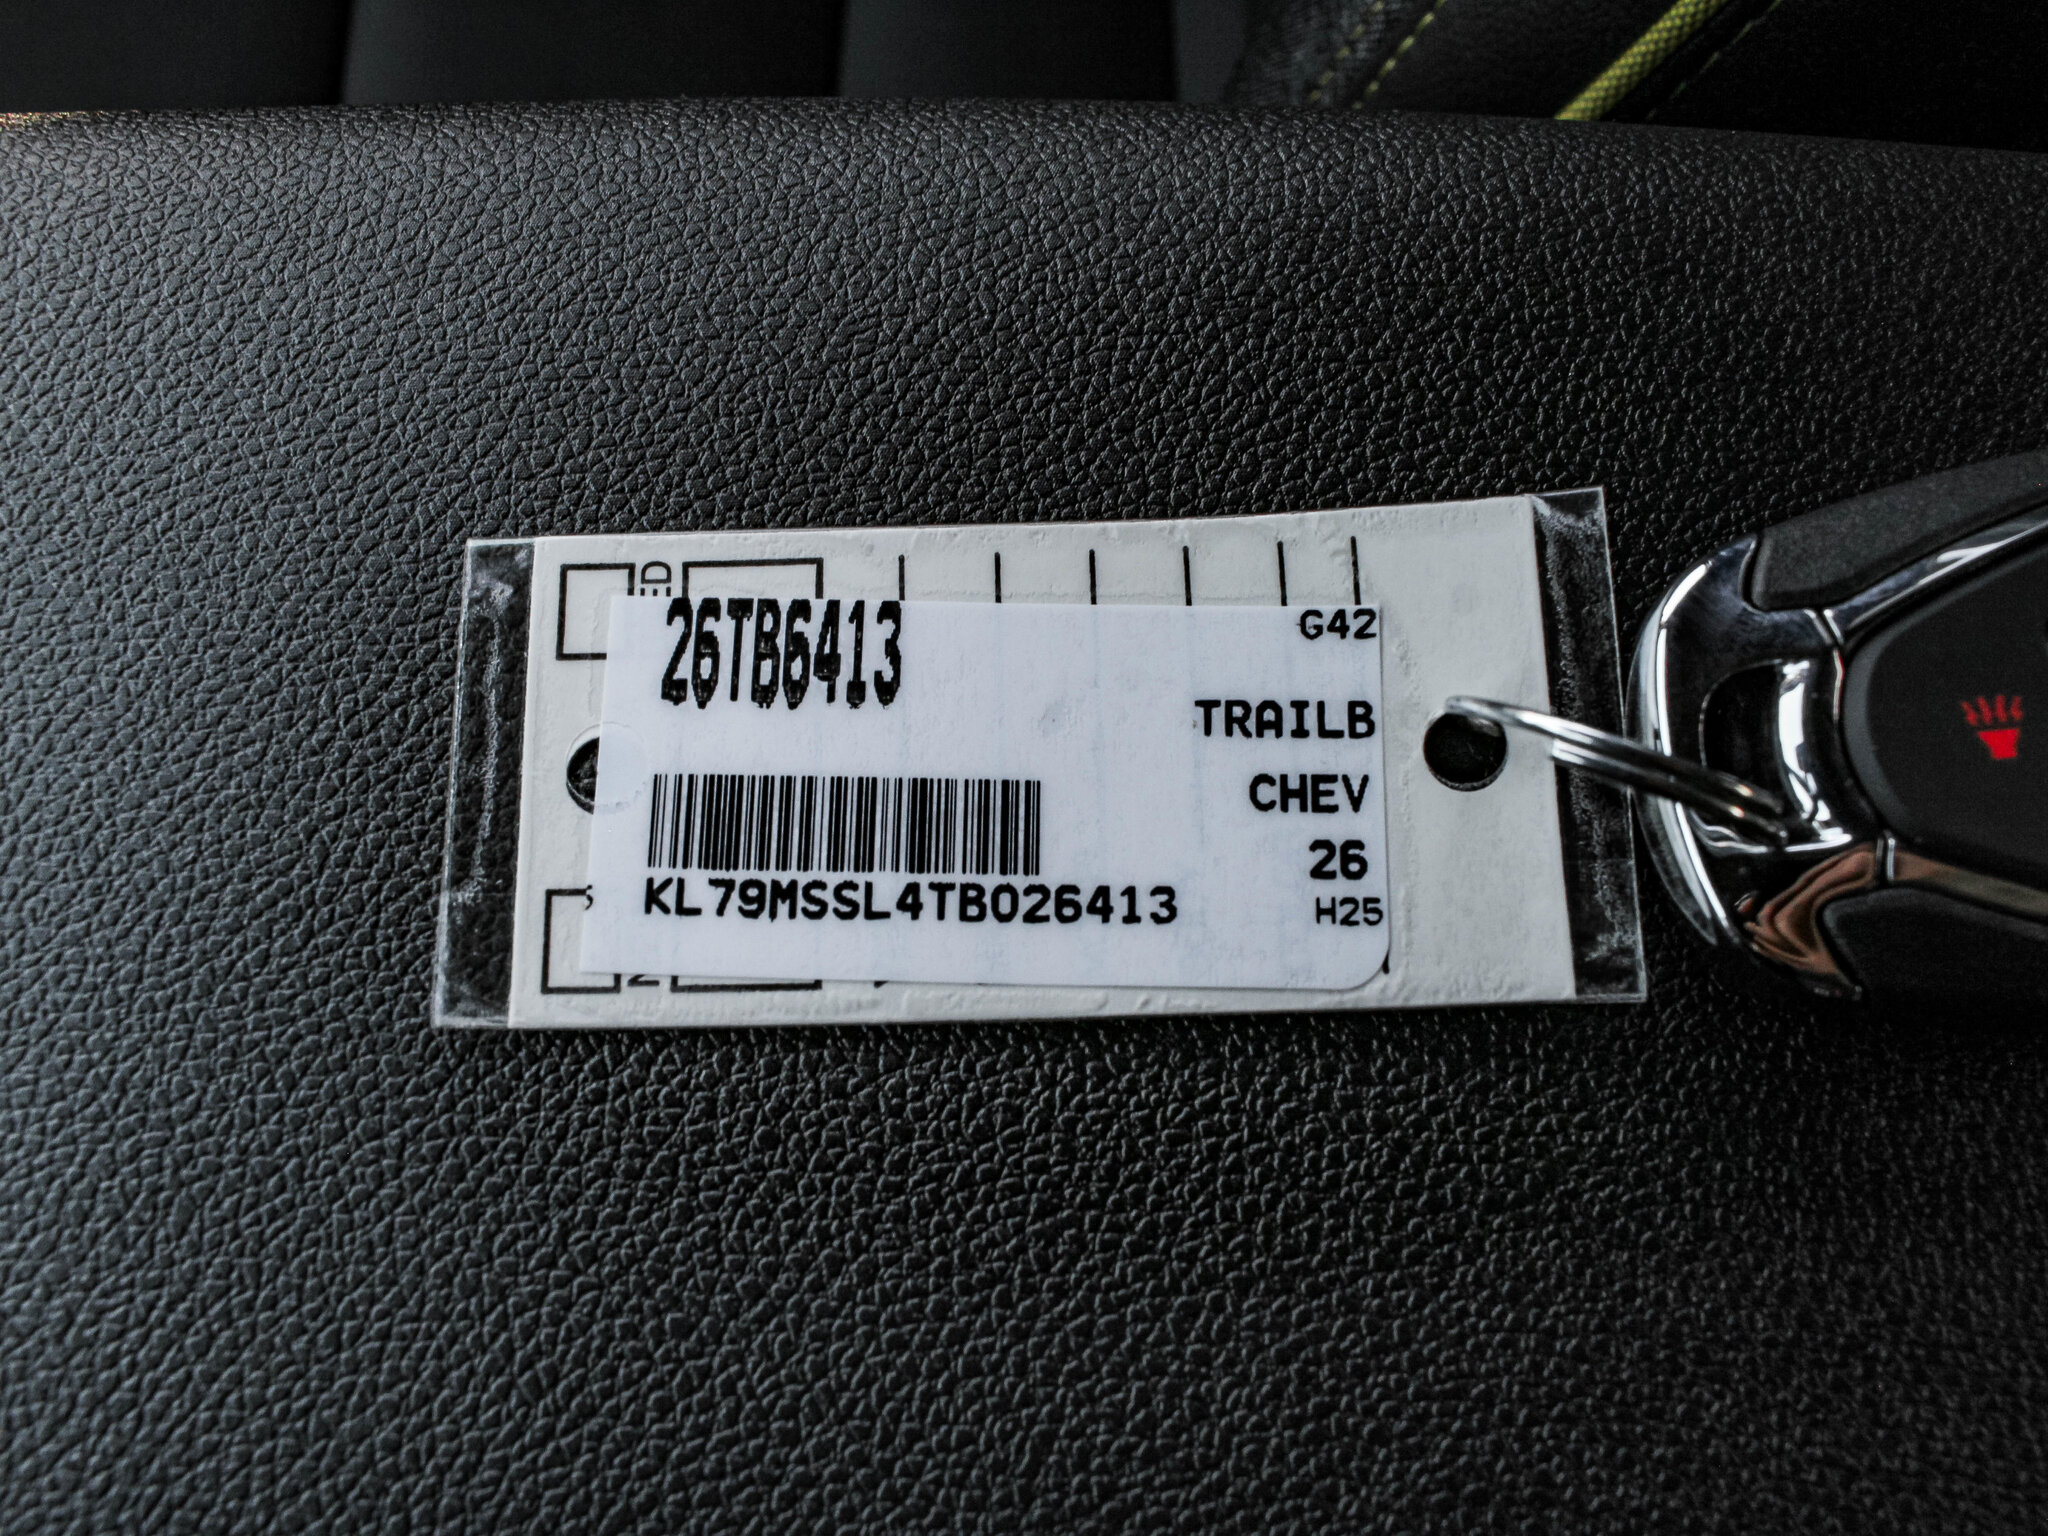 26TB6413
G42
TRAILB
CHEV
26
KL79MSSL4TB026413
H25